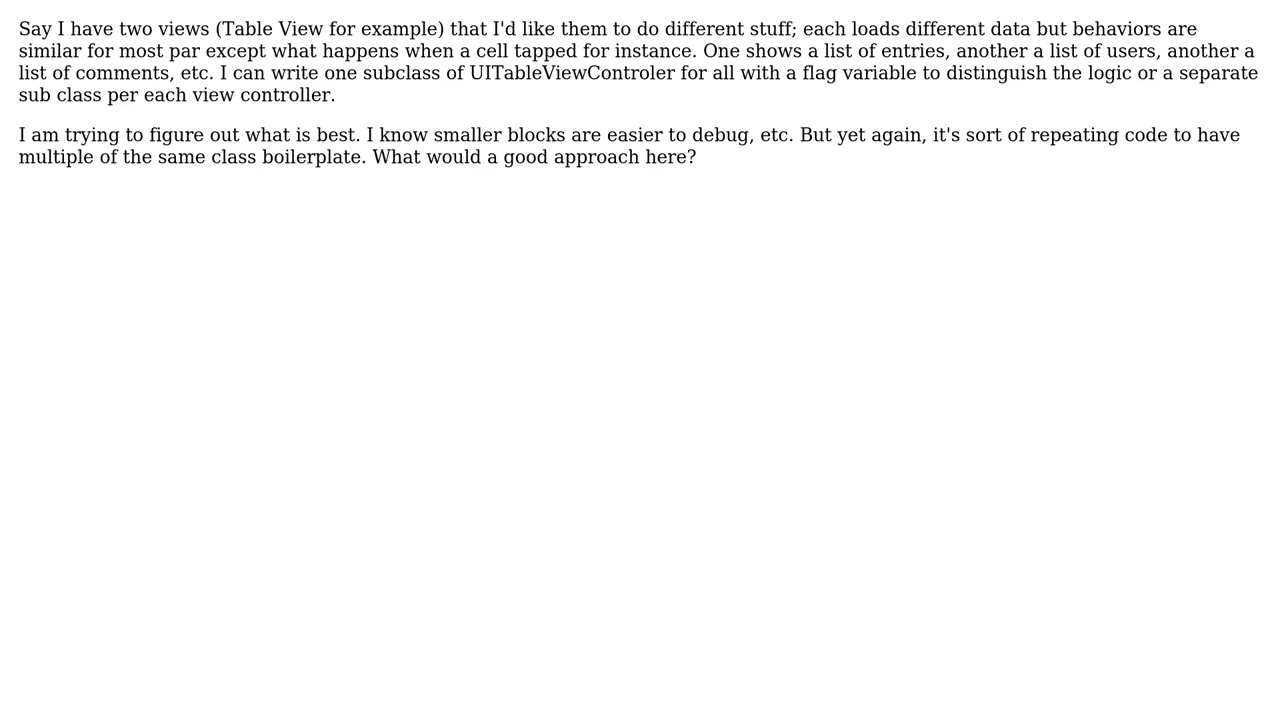 Say I have two views (Table View for example) that I'd like them to do different stuff; each loads different data but behaviors are
similar for most par except what happens when a cell tapped for instance. One shows a list of entries, another a list of users, another a
list of comments, etc. I can write one subclass of UITableViewControler for all with a flag variable to distinguish the logic or a separate
sub class per each view controller.
I am trying to figure out what is best. I know smaller blocks are easier to debug, etc. But yet again, it's sort of repeating code to have
multiple of the same class boilerplate. What would a good approach here?